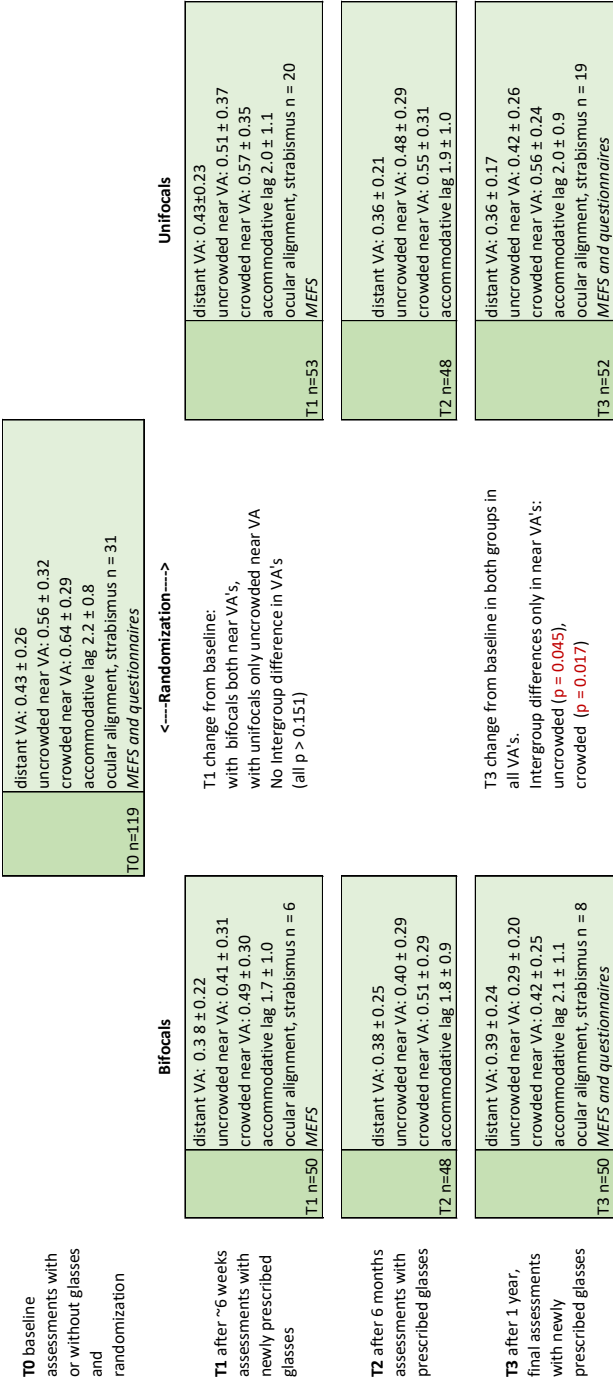 T0 baseline
assessments with
or without glasses
and
randomization
T0 n=119
distant VA: 0.43 ± 0.26
uncrowded near VA: 0.56 ± 0.32
crowded near VA: 0.64 ± 0.29
accommodative lag 2.2 ± 0.8
ocular alignment, strabismus n = 31
MEFS and questionnaires
Bifocals
<----Randomization---->
Unifocals
T1 after ~6 weeks
assessments with
newly prescribed
glasses
T1 n=50
distant VA: 0.3 8 ± 0.22
uncrowded near VA: 0.41 ± 0.31
crowded near VA: 0.49 ± 0.30
accommodative lag 1.7 ± 1.0
ocular alignment, strabismus n = 6
MEFS
T1 change from baseline:
with  bifocals both near VA's,
with unifocals only uncrowded near VA
No Intergroup difference in VA's
(all p > 0.151)
T1 n=53
distant VA: 0.43±0.23
uncrowded near VA: 0.51 ± 0.37
crowded near VA: 0.57 ± 0.35
accommodative lag 2.0 ± 1.1
ocular alignment, strabismus n = 20
MEFS
T2 after 6 months
assessments with
prescribed glasses
T2 n=48
distant VA: 0.38 ± 0.25
uncrowded near VA: 0.40 ± 0.29
crowded near VA: 0.51 ± 0.29
accommodative lag 1.8 ± 0.9
T2 n=48
distant VA: 0.36 ± 0.21
uncrowded near VA: 0.48 ± 0.29
crowded near VA: 0.55 ± 0.31
accommodative lag 1.9 ± 1.0
T3 after 1 year,
final assessments
with newly
prescribed glasses
T3 n=50
distant VA: 0.39 ± 0.24
uncrowded near VA: 0.29 ± 0.20
crowded near VA: 0.42 ± 0.25
accommodative lag 2.1 ± 1.1
ocular alignment, strabismus n = 8
MEFS and questionnaires
T3 change from baseline in both groups in
all VA's.
Intergroup differences only in near VA's:
uncrowded (p = 0.045),
crowded  (p = 0.017)
T3 n=52
distant VA: 0.36 ± 0.17
uncrowded near VA: 0.42 ± 0.26
crowded near VA: 0.56 ± 0.24
accommodative lag 2.0 ± 0.9
ocular alignment, strabismus n = 19
MEFS and questionnaires